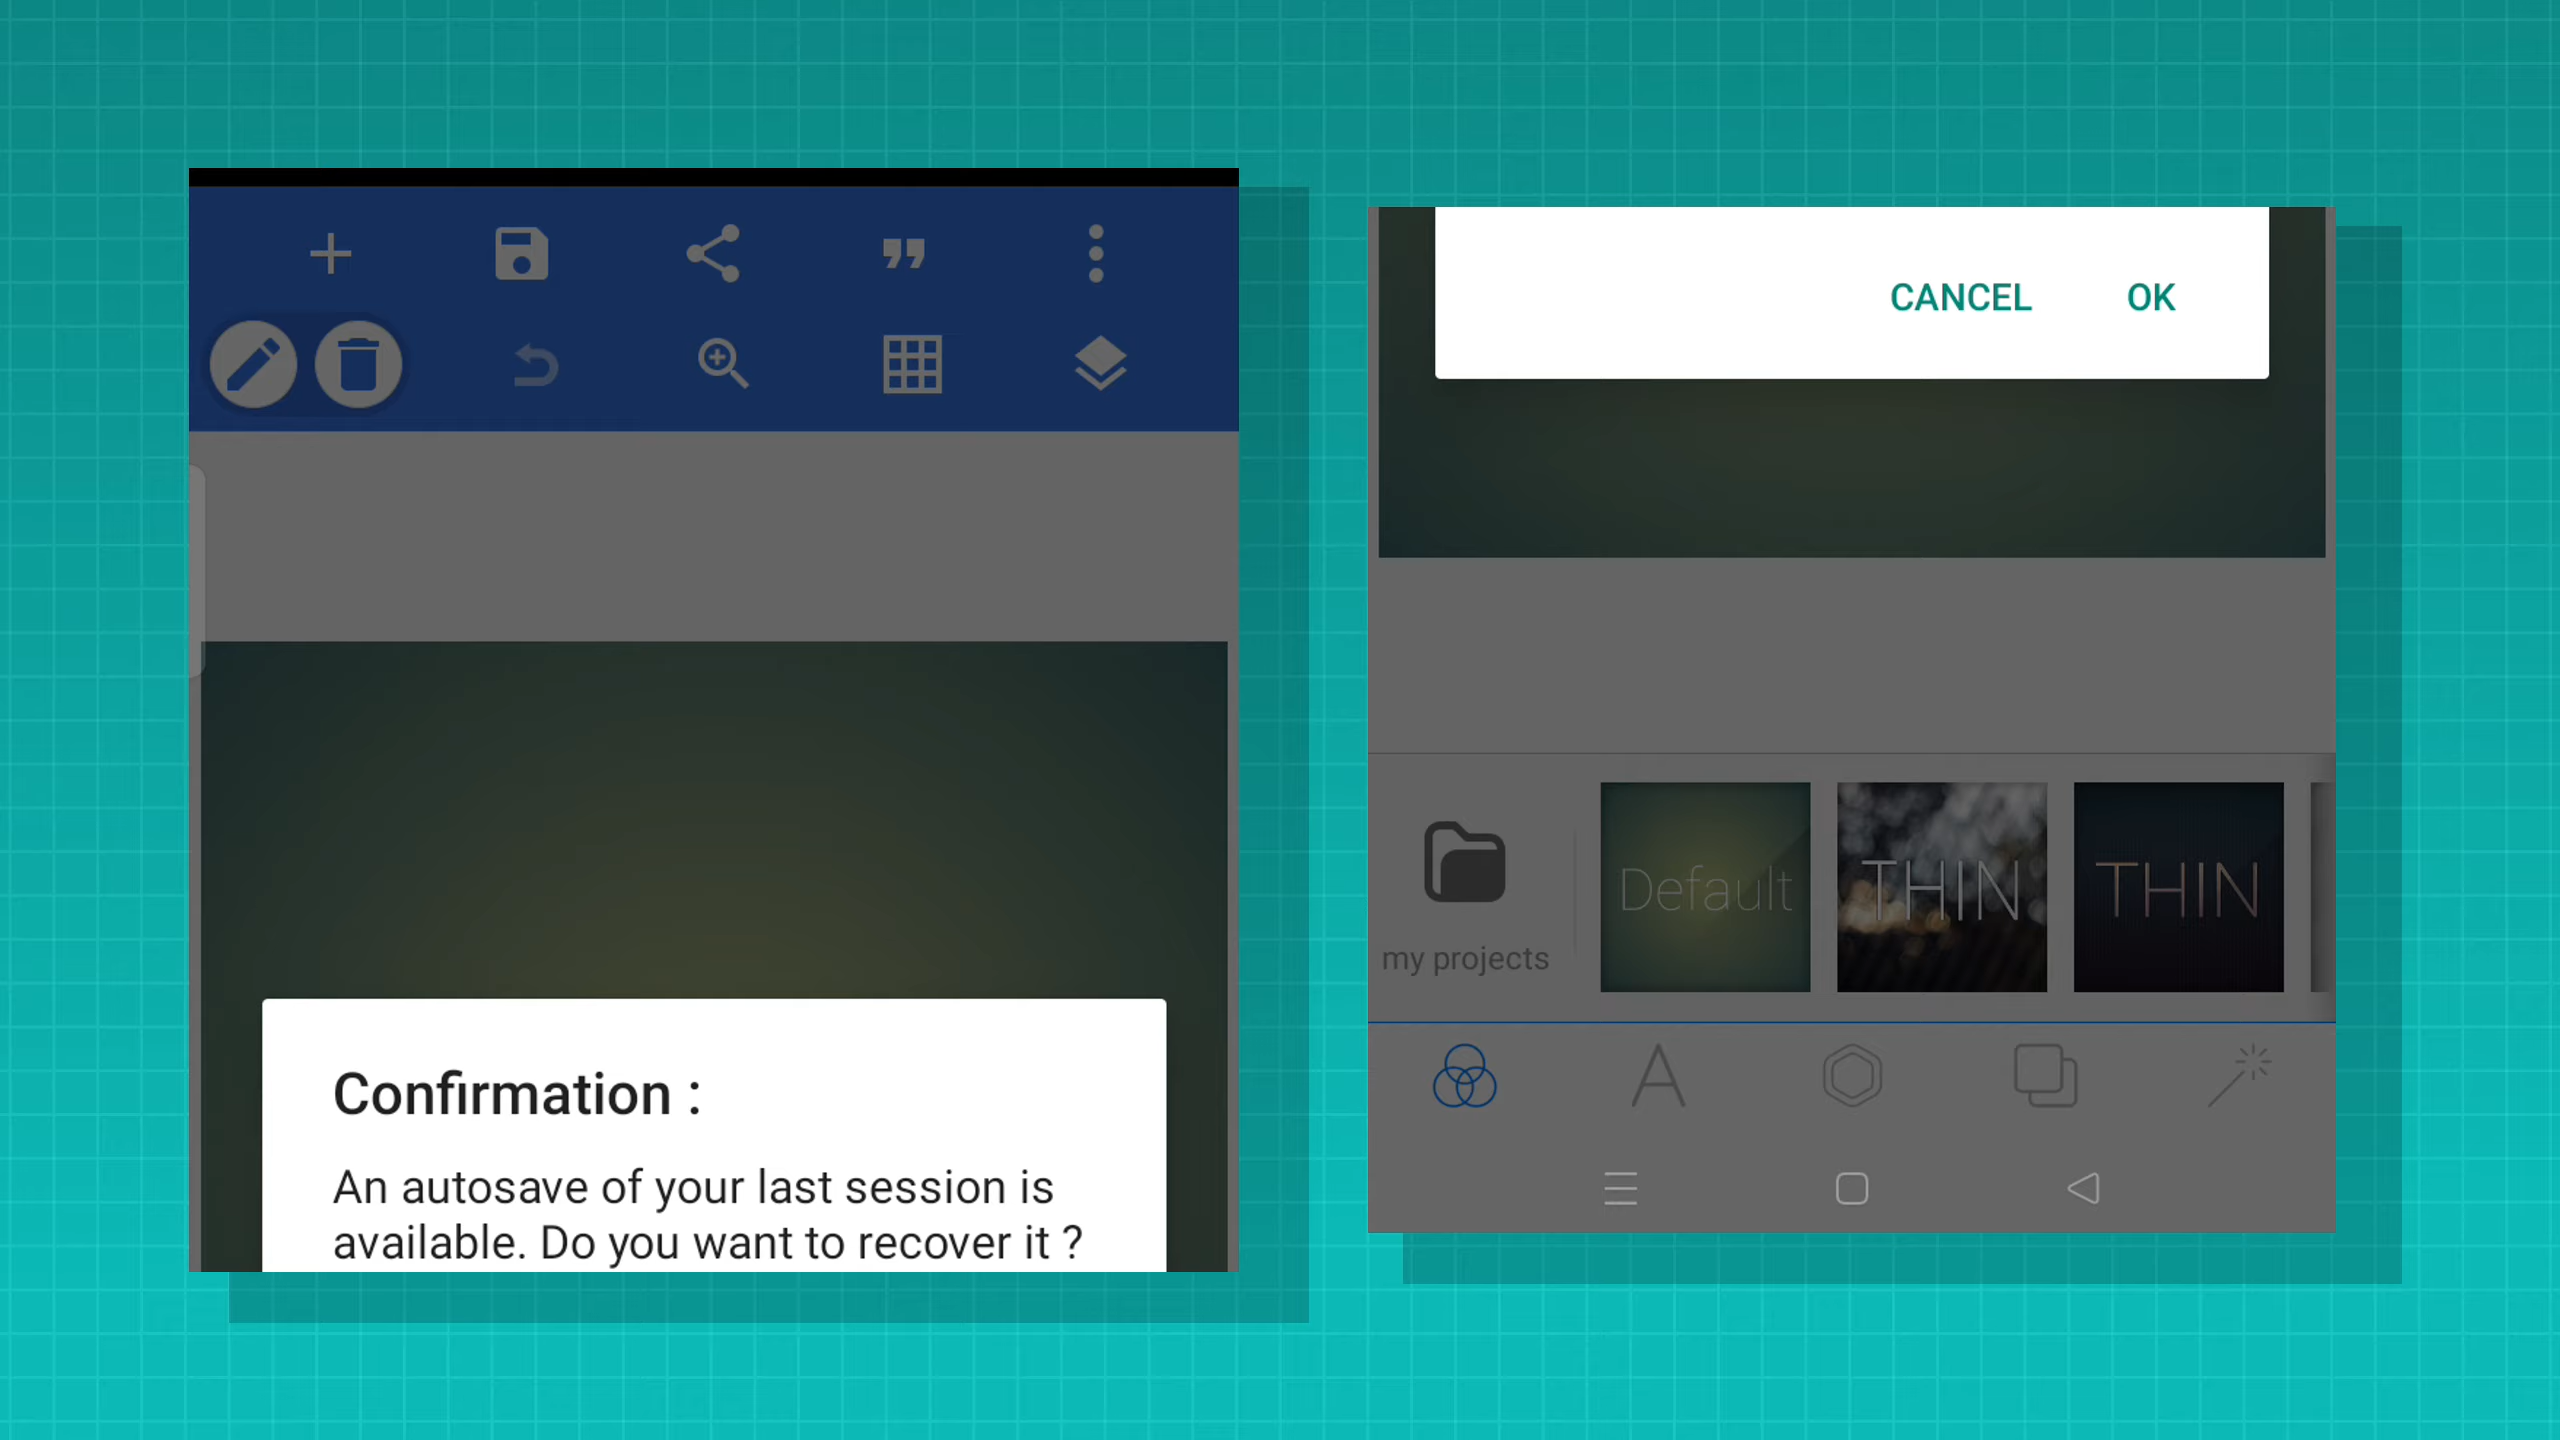 Confirmation :
An autosave of your last session is
available. Do you want to recover it ?
CANCEL OK
my projects
Default
THIN
THIN